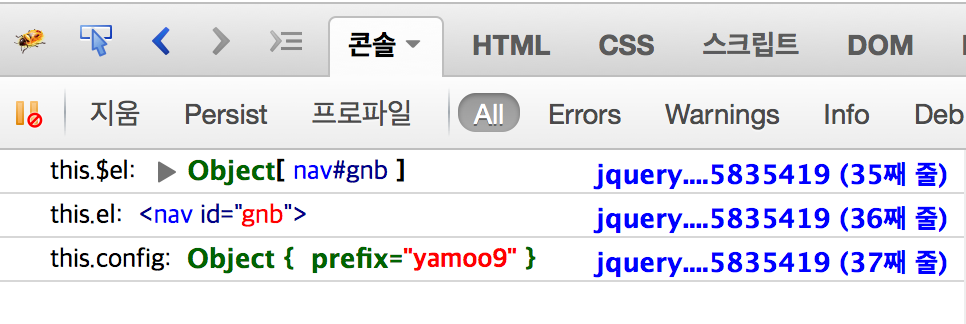 콘솔 HTML CSS 스크립트 DOM
지움 Persist 프로파일 All Errors Warnings Info Deb
this.$el: Object[ nav#gnb ] jquery....5835419 (35째 줄)
this.el: <nav id="gnb"> jquery....5835419 (36째 줄)
this.config: Object { prefix="yamoo9" } jquery....5835419 (37째 줄)